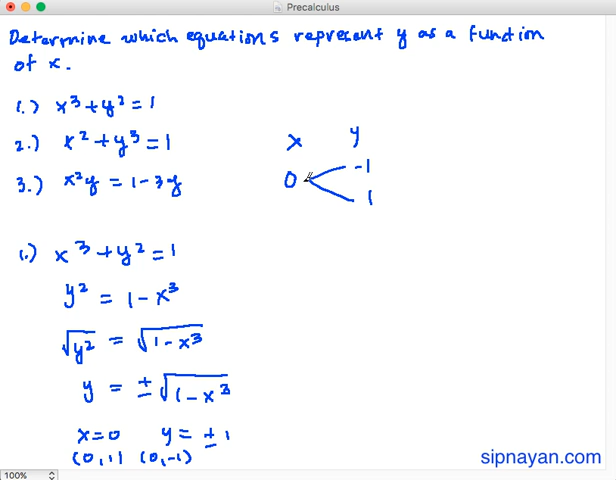 Precalculus
Determine which equations represent y as a function
of x.
1.) x³ + y² = 1
2.) x² + y³ = 1
3.) x²y = 1 - 3y
x y
0 -1
1
1.) x³ + y² = 1
y² = 1 - x³
√y² = √1 - x³
y = ± √1 - x³
x = 0 y = ± 1
(0, 1) (0, -1)
sipnayan.com
100%